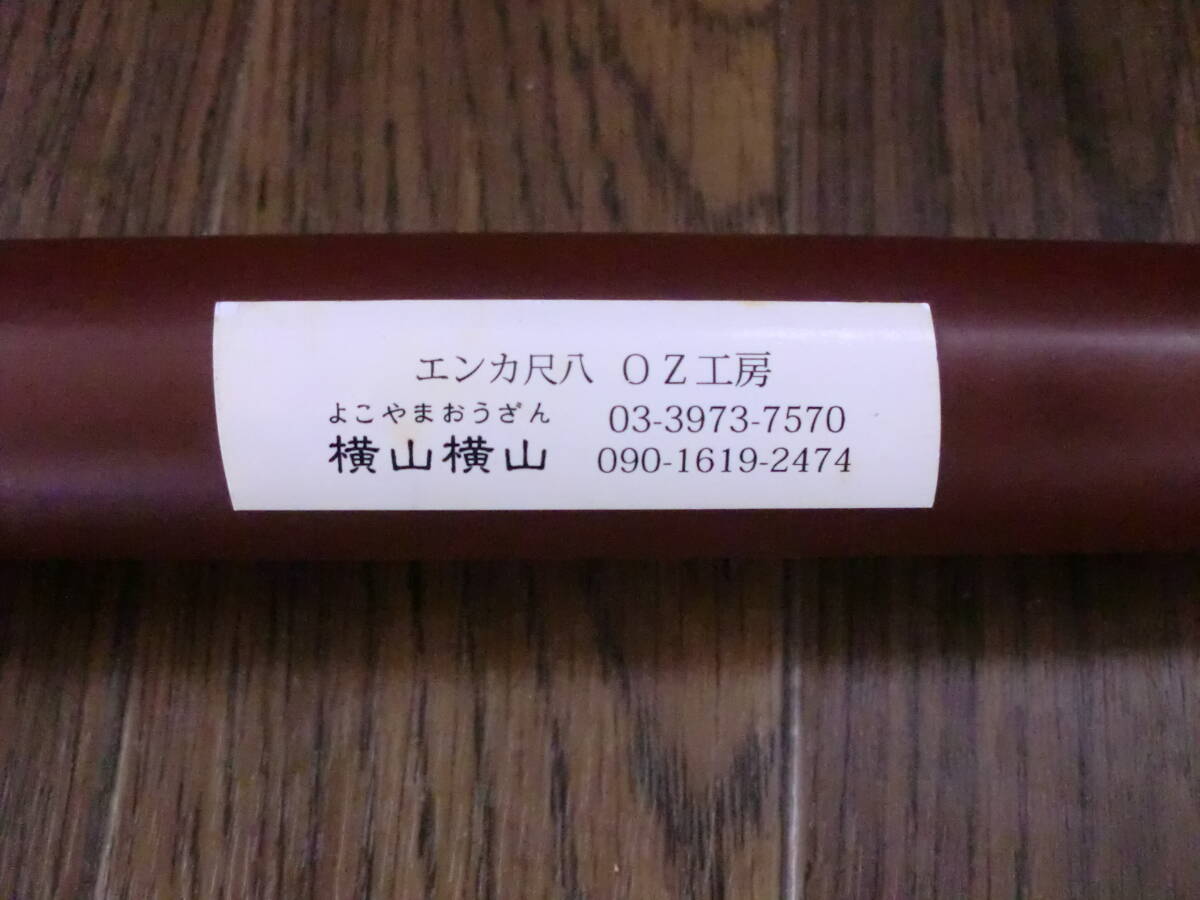 エンカ尺八 ＯＺ工房
よこやまおうざん
横山横山
03-3973-7570
090-1619-2474